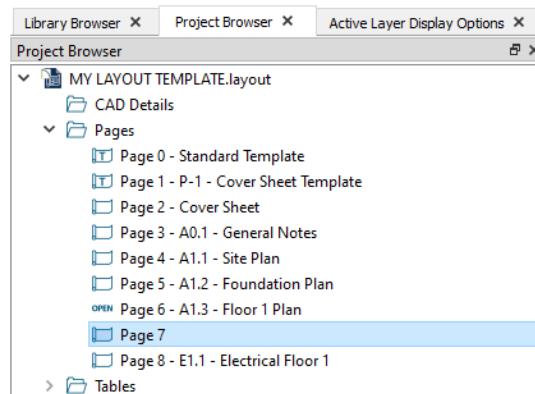 Library Browser Project Browser Active Layer Display Options
Project Browser
MY LAYOUT TEMPLATE.layout
CAD Details
Pages
Page 0 - Standard Template
Page 1 - P-1 - Cover Sheet Template
Page 2 - Cover Sheet
Page 3 - A0.1 - General Notes
Page 4 - A1.1 - Site Plan
Page 5 - A1.2 - Foundation Plan
OPEN Page 6 - A1.3 - Floor 1 Plan
Page 7
Page 8 - E1.1 - Electrical Floor 1
Tables